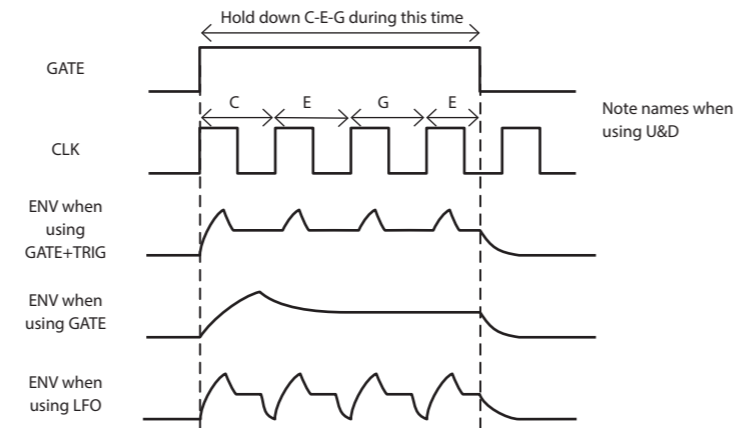 Hold down C-E-G during this time
GATE
C E G E
Note names when
using U&D
CLK
ENV when
using
GATE+TRIG
ENV when
using GATE
ENV when
using LFO